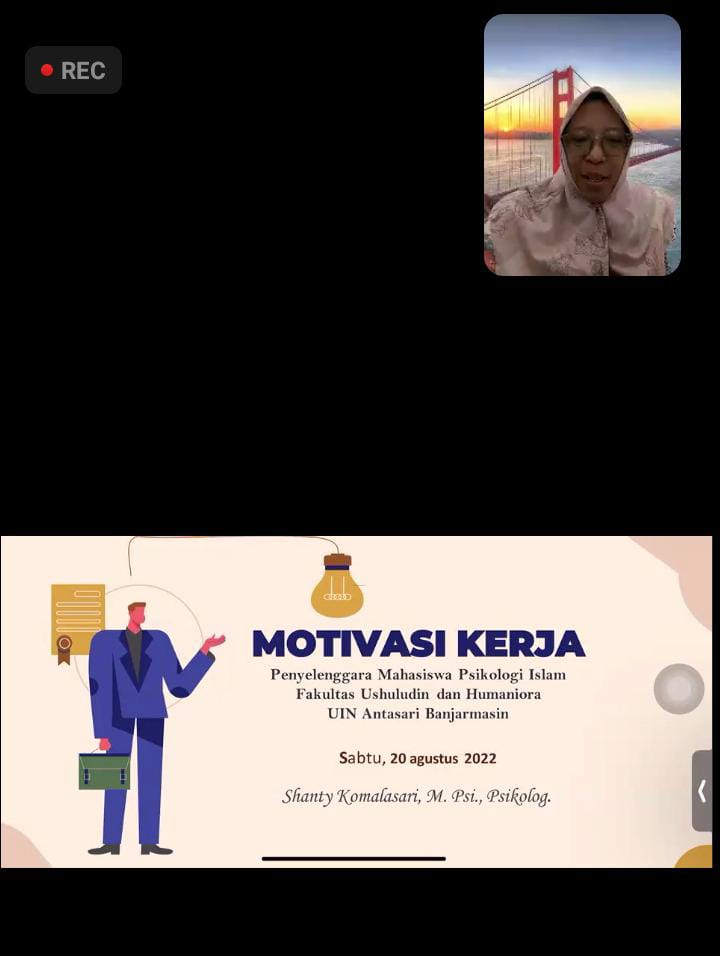 REC
MOTIVASI KERJA
Penyelenggara Mahasiswa Psikologi Islam
Fakultas Ushuludin dan Humaniora
UIN Antasari Banjarmasin
Sabtu, 20 agustus 2022
Shanty Komalasari, M. Psi., Psikolog.